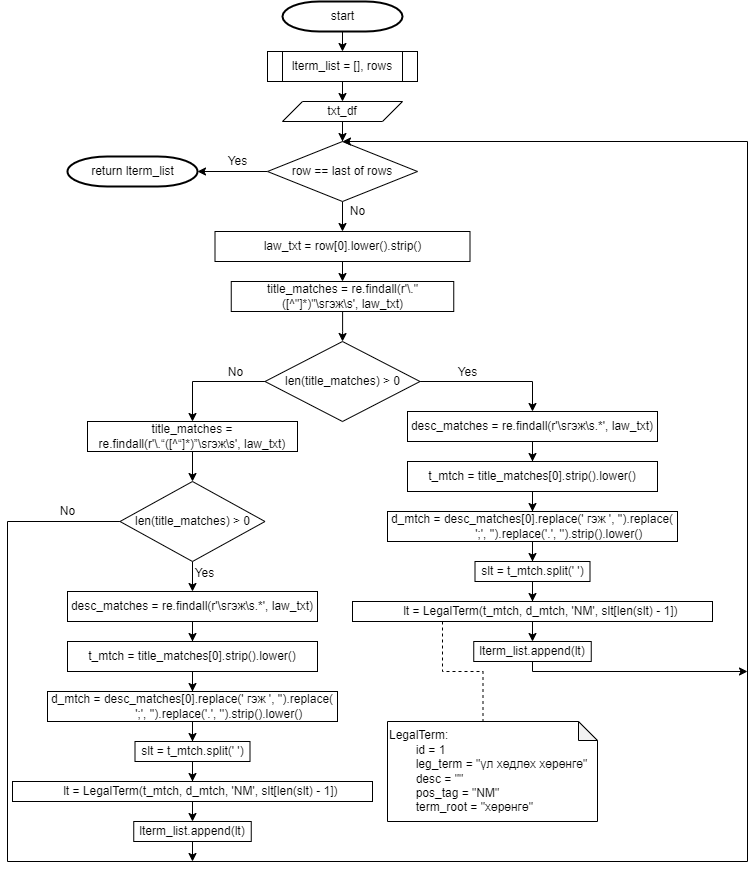 start
lterm_list = [], rows
txt_df
row == last of rows
Yes
return lterm_list
No
law_txt = row[0].lower().strip()
title_matches = re.findall(r'\."
([^"]*)"\sгэж\s', law_txt)
len(title_matches) > 0
No
Yes
title_matches =
re.findall(r'\.“([^“]*)”\sгэж\s', law_txt)
len(title_matches) > 0
No
Yes
desc_matches = re.findall(r'\sгэж\s.*', law_txt)
t_mtch = title_matches[0].strip().lower()
d_mtch = desc_matches[0].replace(' гэж ', '').replace(
';', '').replace('.', '').strip().lower()
slt = t_mtch.split(' ')
lt = LegalTerm(t_mtch, d_mtch, 'NM', slt[len(slt) - 1])
lterm_list.append(lt)
desc_matches = re.findall(r'\sгэж\s.*', law_txt)
t_mtch = title_matches[0].strip().lower()
d_mtch = desc_matches[0].replace(' гэж ', '').replace(
';', '').replace('.', '').strip().lower()
slt = t_mtch.split(' ')
lt = LegalTerm(t_mtch, d_mtch, 'NM', slt[len(slt) - 1])
lterm_list.append(lt)
LegalTerm:
id = 1
leg_term = "үл хөдлөх хөрөнгө"
desc = ""
pos_tag = "NM"
term_root = "хөрөнгө"